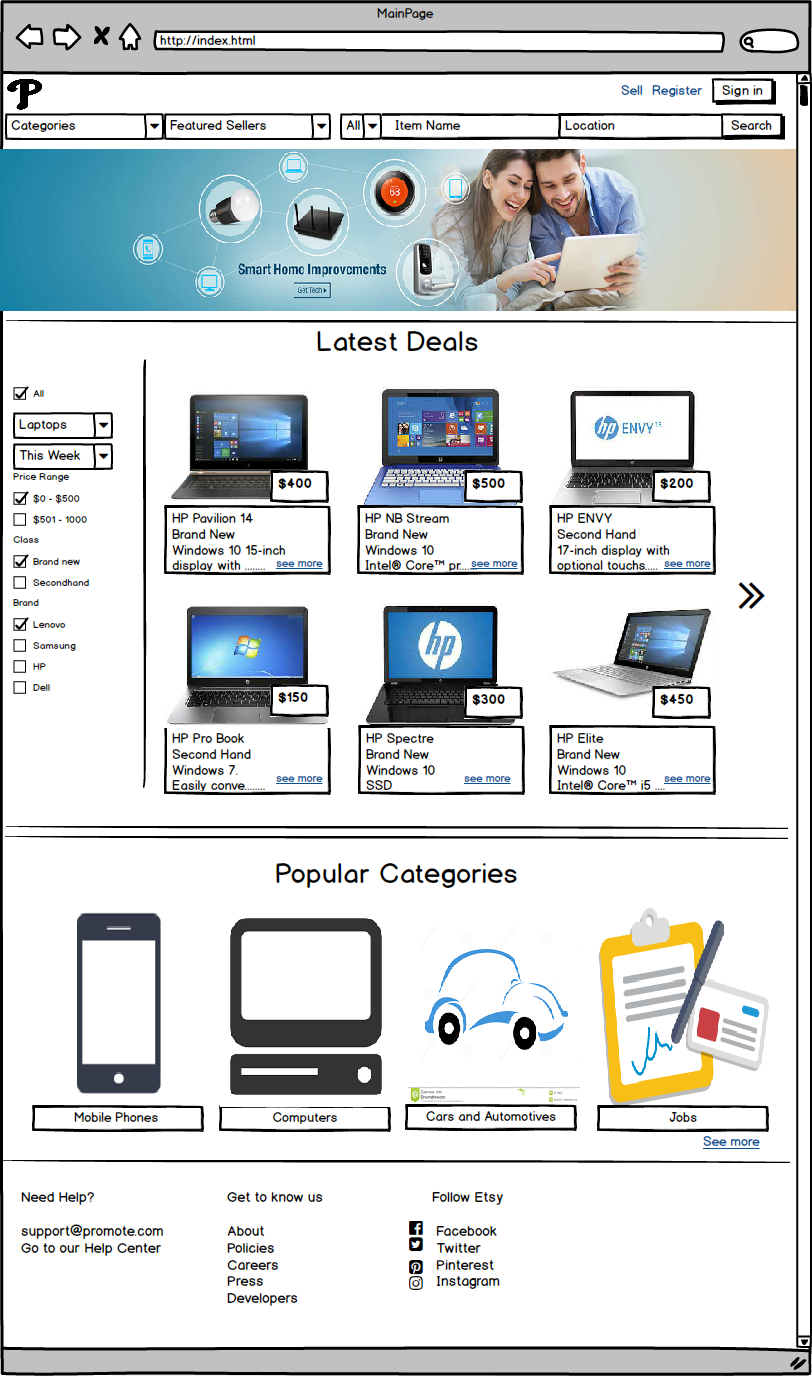 MainPage
http://index.html
P
Sell Register Sign in
Categories Featured Sellers All Item Name Location Search
68
Smart Home Improvements
Get Tech
Latest Deals
All
Laptops
This Week
Price Range
$0 - $500
$501 - 1000
Class
Brand new
Secondhand
Brand
Lenovo
Samsung
HP
Dell
$400
HP Pavilion 14
Brand New
Windows 10 15-inch
display with ........ see more
$500
HP NB Stream
Brand New
Windows 10
Intel® Core™ pr.... see more
hp ENVY 13
$200
HP ENVY
Second Hand
17-inch display with
optional touchs..... see more
$150
HP Pro Book
Second Hand
Windows 7.
Easily conve........ see more
hp
$300
HP Spectre
Brand New
Windows 10
SSD
see more
$450
HP Elite
Brand New
Windows 10
Intel® Core™ i5 .... see more
Popular Categories
Mobile Phones
Computers
Cars and Automotives
Jobs
See more
Need Help?
support@promote.com
Go to our Help Center
Get to know us
About
Policies
Careers
Press
Developers
Follow Etsy
Facebook
Twitter
Pinterest
Instagram